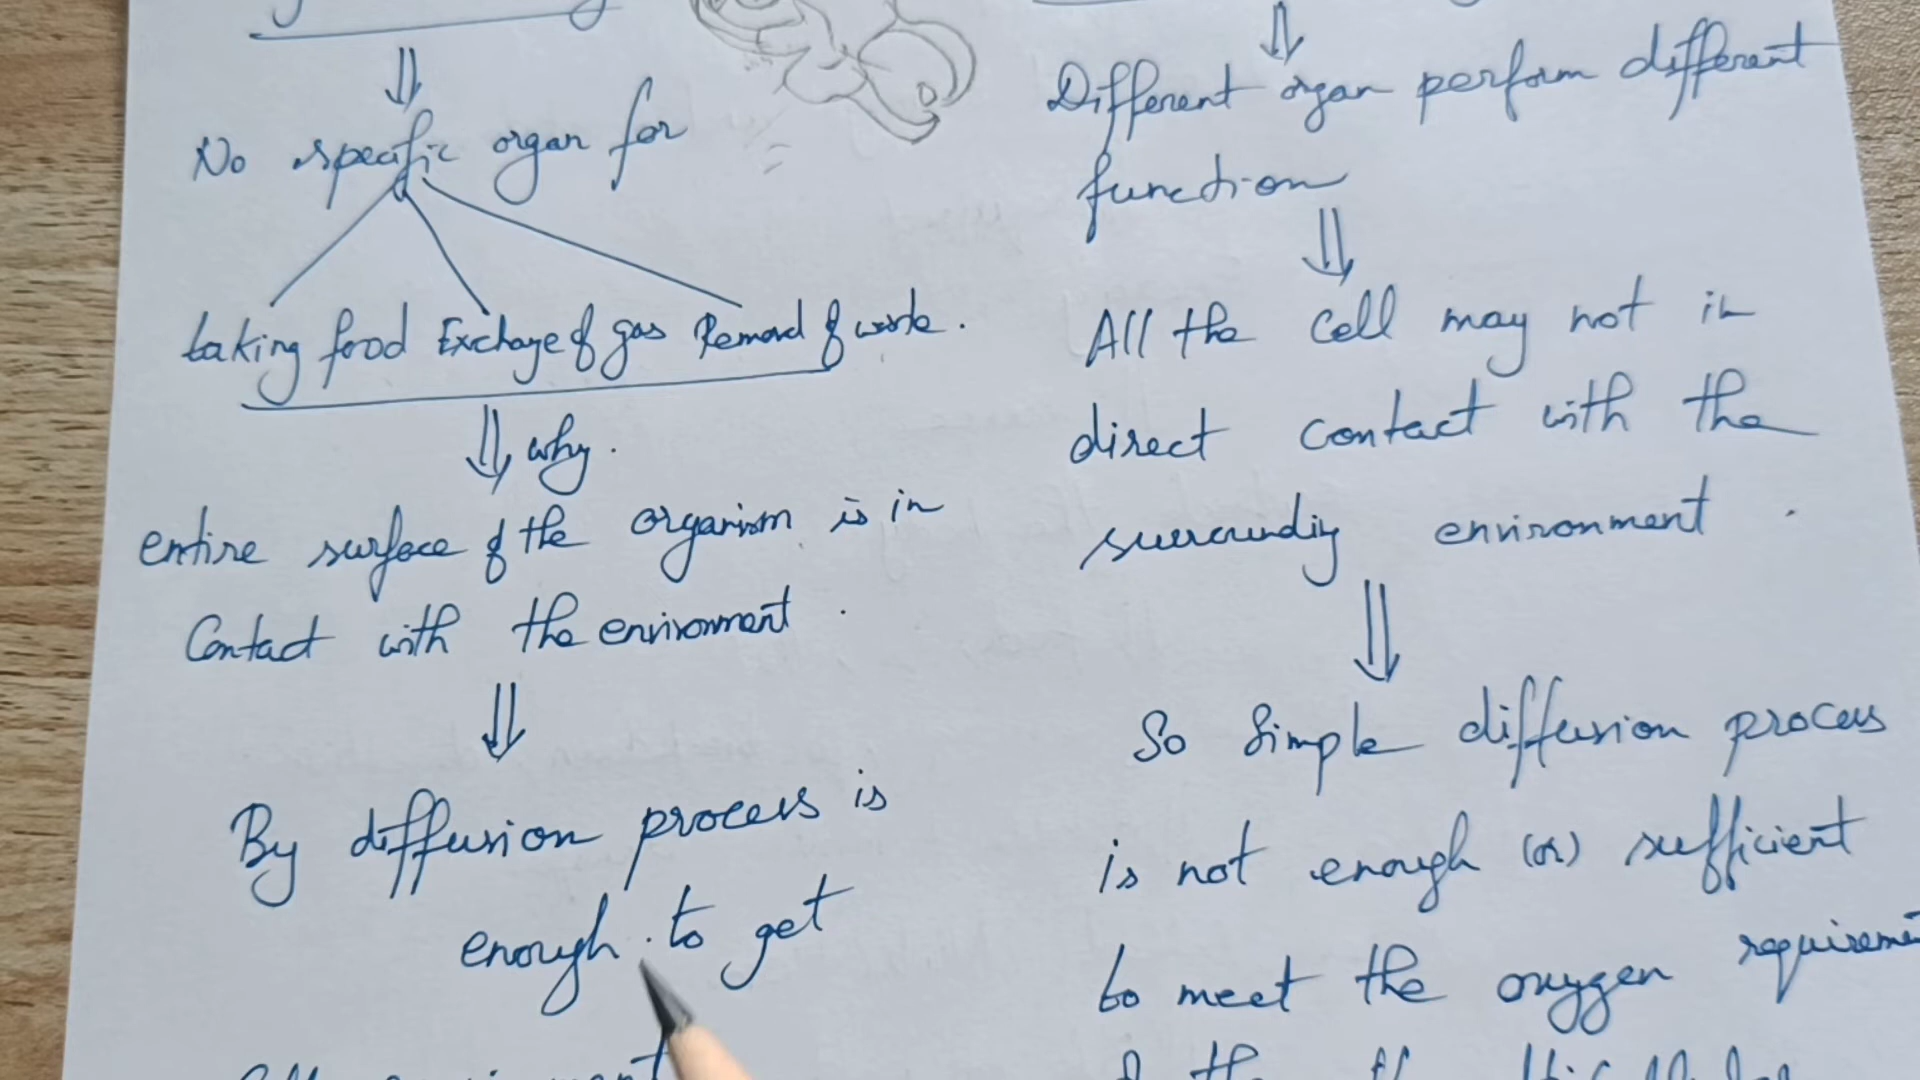 No specific organ for
taking food Exchange of gas Removal of waste.
why.
entire surface of the organism is in
Contact with the environment.
By diffusion process is
enough. to get
Different organ perform different
function
All the cell may not in
direct contact with the
surrounding environment.
So Simple diffusion process
is not enough (or) sufficient
to meet the oxygen